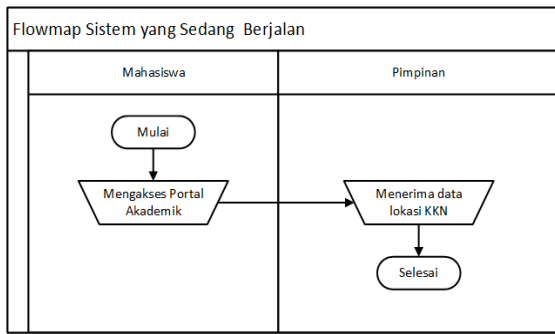 Flowmap Sistem yang Sedang Berjalan
Mahasiswa
Pimpinan
Mulai
Mengakses Portal
Akademik
Menerima data
lokasi KKN
Selesai